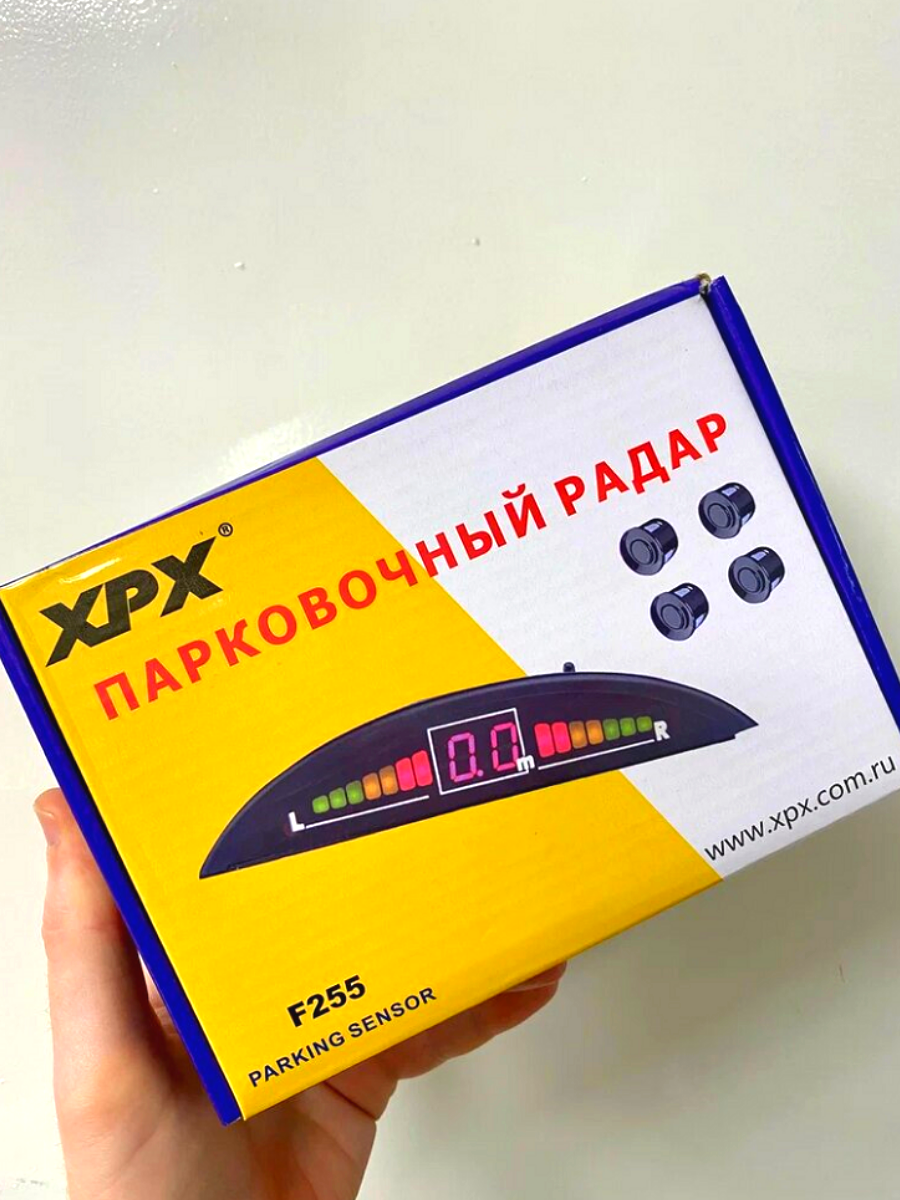 XPX®
ПАРКОВОЧНЫЙ РАДАР
L 0.0m R
www.xpx.com.ru
F255
PARKING SENSOR